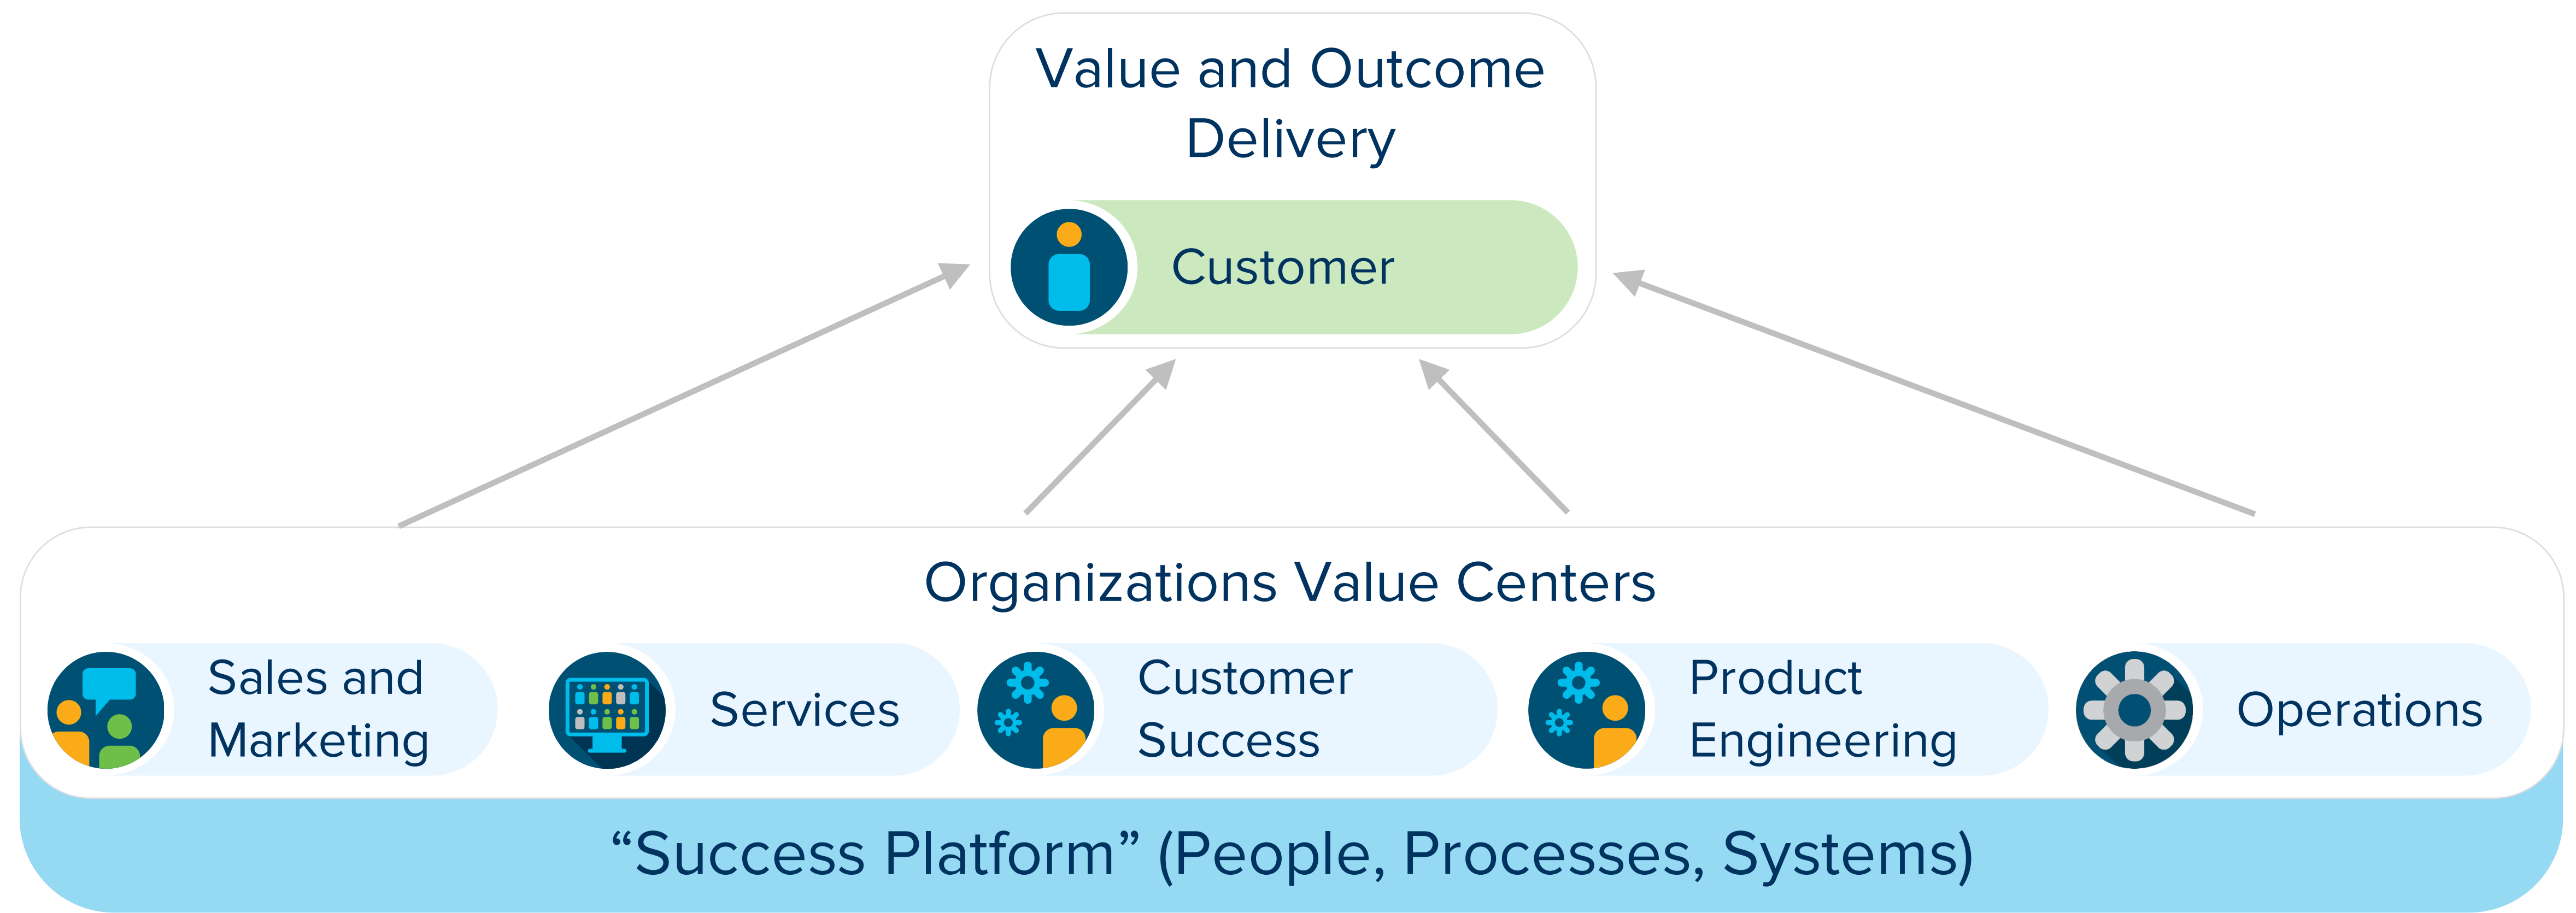 Value and Outcome
Delivery
Customer
Organizations Value Centers
Sales and
Marketing
Services
Customer
Success
Product
Engineering
Operations
“Success Platform” (People, Processes, Systems)